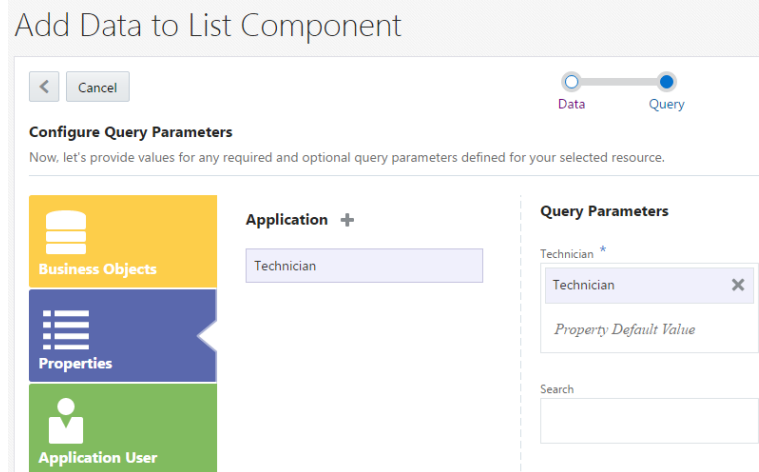 Add Data to List Component
Cancel
Data
Query
Configure Query Parameters
Now, let's provide values for any required and optional query parameters defined for your selected resource.
Business Objects
Properties
Application User
Application +
Technician
Query Parameters
Technician *
Technician
Property Default Value
Search